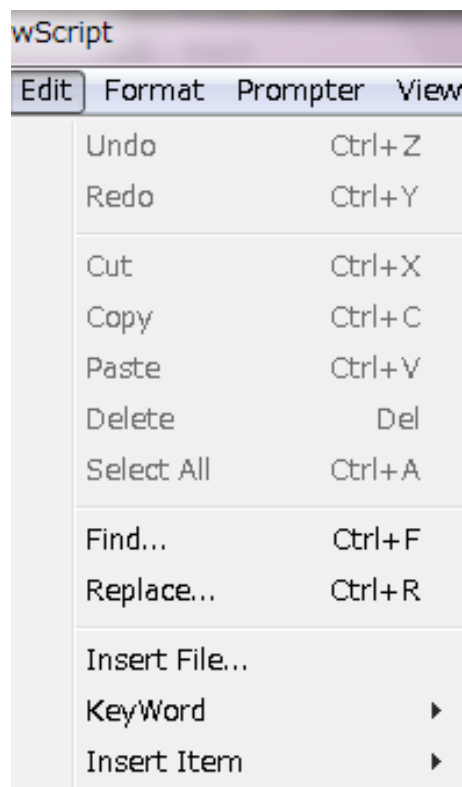 wScript
Edit Format Prompter View
Undo Ctrl+Z
Redo Ctrl+Y
Cut Ctrl+X
Copy Ctrl+C
Paste Ctrl+V
Delete Del
Select All Ctrl+A
Find... Ctrl+F
Replace... Ctrl+R
Insert File...
KeyWord
Insert Item